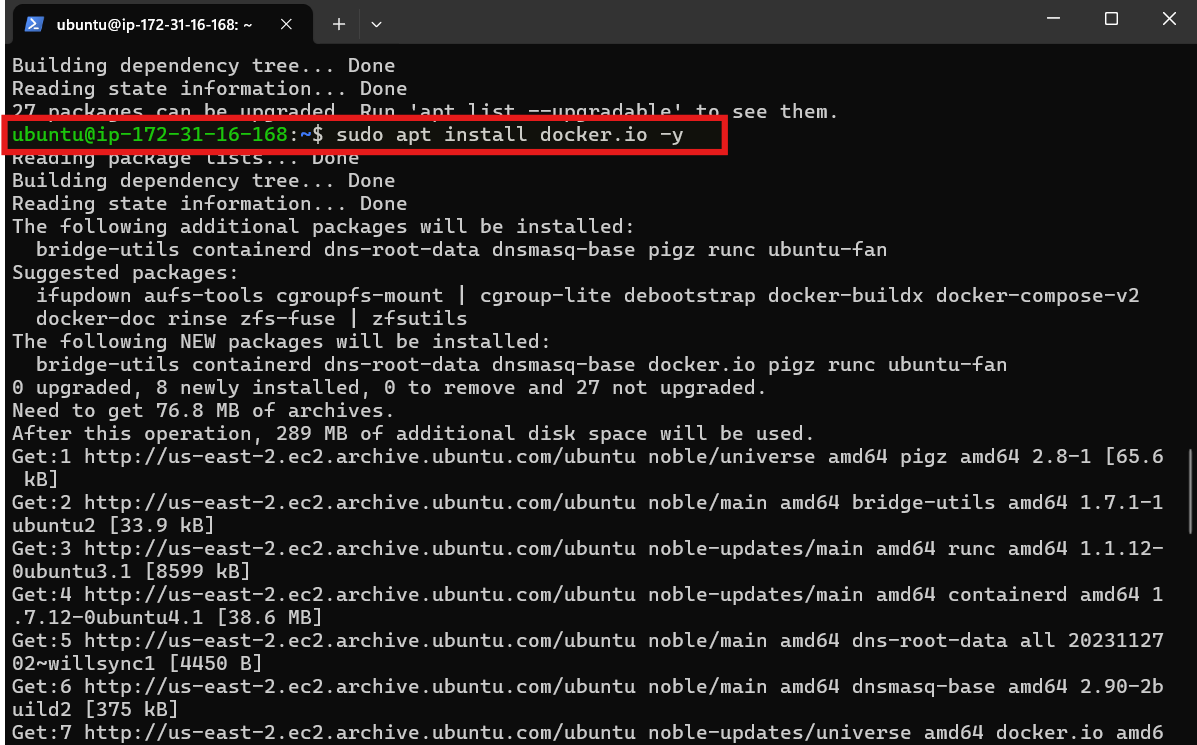 ubuntu@ip-172-31-16-168: ~
Building dependency tree... Done
Reading state information... Done
27 packages can be upgraded. Run 'apt list --upgradable' to see them.
ubuntu@ip-172-31-16-168:~$ sudo apt install docker.io -y
Reading package lists... Done
Building dependency tree... Done
Reading state information... Done
The following additional packages will be installed:
  bridge-utils containerd dns-root-data dnsmasq-base pigz runc ubuntu-fan
Suggested packages:
  ifupdown aufs-tools cgroupfs-mount | cgroup-lite debootstrap docker-buildx docker-compose-v2
  docker-doc rinse zfs-fuse | zfsutils
The following NEW packages will be installed:
  bridge-utils containerd dns-root-data dnsmasq-base docker.io pigz runc ubuntu-fan
0 upgraded, 8 newly installed, 0 to remove and 27 not upgraded.
Need to get 76.8 MB of archives.
After this operation, 289 MB of additional disk space will be used.
Get:1 http://us-east-2.ec2.archive.ubuntu.com/ubuntu noble/universe amd64 pigz amd64 2.8-1 [65.6
 kB]
Get:2 http://us-east-2.ec2.archive.ubuntu.com/ubuntu noble/main amd64 bridge-utils amd64 1.7.1-1
ubuntu2 [33.9 kB]
Get:3 http://us-east-2.ec2.archive.ubuntu.com/ubuntu noble-updates/main amd64 runc amd64 1.1.12-
0ubuntu3.1 [8599 kB]
Get:4 http://us-east-2.ec2.archive.ubuntu.com/ubuntu noble-updates/main amd64 containerd amd64 1
.7.12-0ubuntu4.1 [38.6 MB]
Get:5 http://us-east-2.ec2.archive.ubuntu.com/ubuntu noble/main amd64 dns-root-data all 20231127
02~willsync1 [4450 B]
Get:6 http://us-east-2.ec2.archive.ubuntu.com/ubuntu noble/main amd64 dnsmasq-base amd64 2.90-2b
uild2 [375 kB]
Get:7 http://us-east-2.ec2.archive.ubuntu.com/ubuntu noble-updates/universe amd64 docker.io amd6